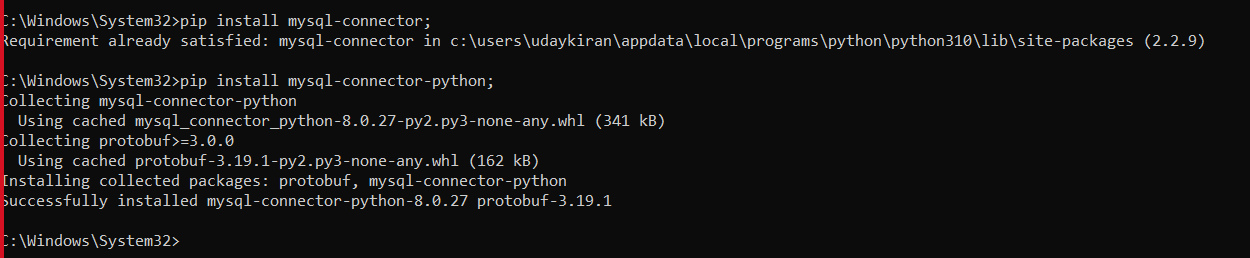 C:\Windows\System32>pip install mysql-connector;
Requirement already satisfied: mysql-connector in c:\users\udaykiran\appdata\local\programs\python\python310\lib\site-packages (2.2.9)
C:\Windows\System32>pip install mysql-connector-python;
Collecting mysql-connector-python
Using cached mysql_connector_python-8.0.27-py2.py3-none-any.whl (341 kB)
Collecting protobuf>=3.0.0
Using cached protobuf-3.19.1-py2.py3-none-any.whl (162 kB)
Installing collected packages: protobuf, mysql-connector-python
Successfully installed mysql-connector-python-8.0.27 protobuf-3.19.1
C:\Windows\System32>